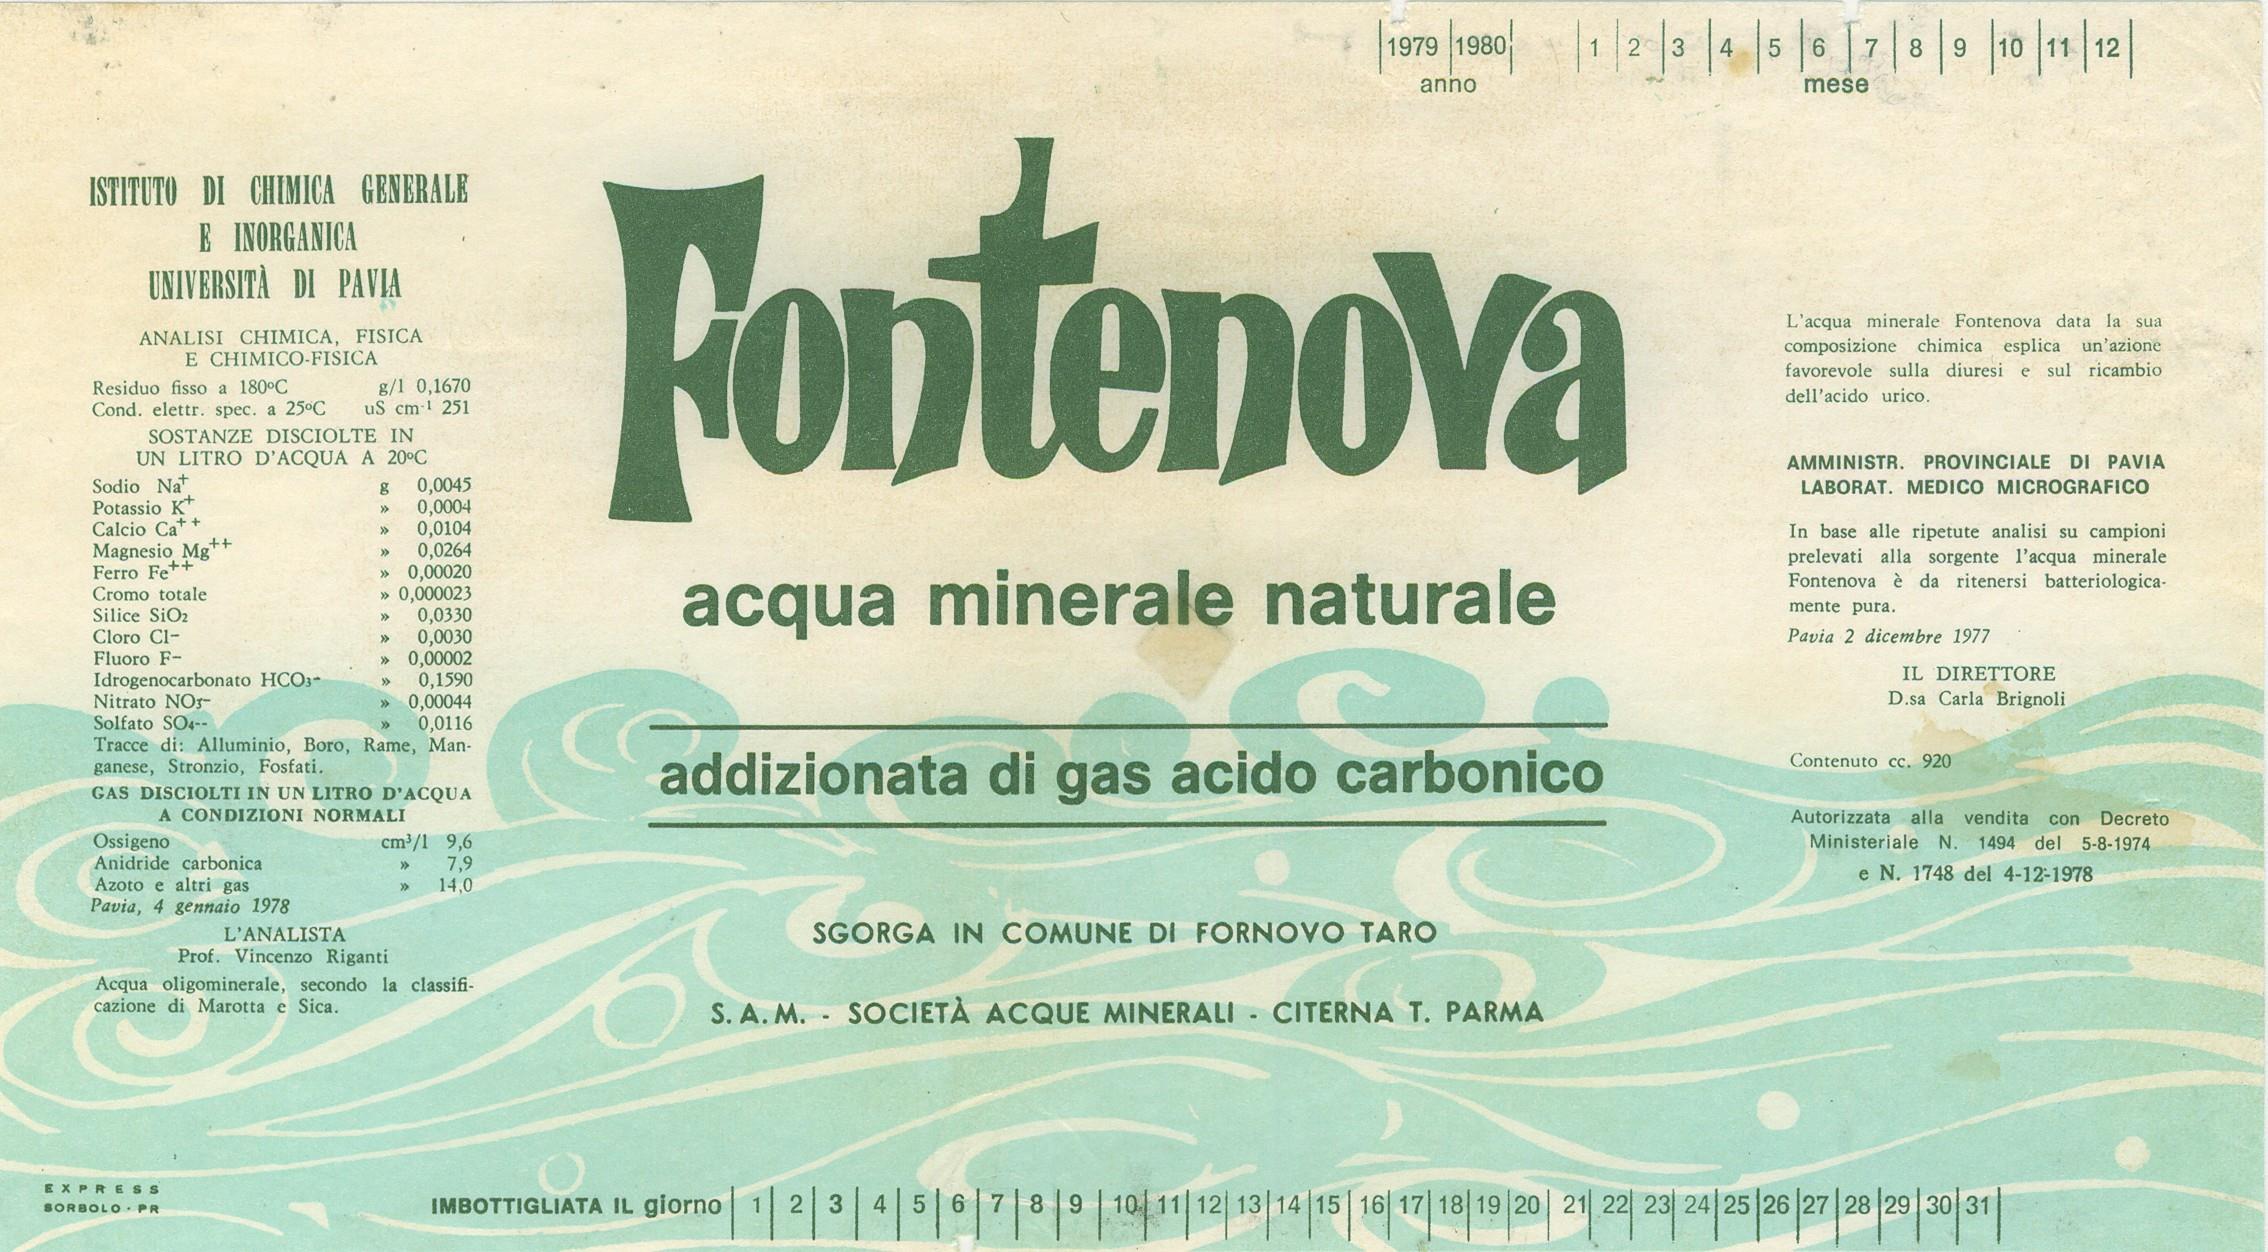 1979 1980 1 2 3 4 5 6 7 8 9 10 11 12
anno mese
ISTITUTO DI CHIMICA GENERALE
E INORGANICA
UNIVERSITÀ DI PAVIA
ANALISI CHIMICA, FISICA
E CHIMICO-FISICA
Residuo fisso a 180ºC g/l 0,1670
Cond. elettr. spec. a 25ºC uS cm-1 251
SOSTANZE DISCIOLTE IN
UN LITRO D'ACQUA A 20ºC
Sodio Na+ g 0,0045
Potassio K+ » 0,0004
Calcio Ca++ » 0,0104
Magnesio Mg++ » 0,0264
Ferro Fe++ » 0,00020
Cromo totale » 0,000023
Silice SiO2 » 0,0330
Cloro Cl- » 0,0030
Fluoro F- » 0,00002
Idrogenocarbonato HCO3- » 0,1590
Nitrato NO3- » 0,00044
Solfato SO4-- » 0,0116
Tracce di: Alluminio, Boro, Rame, Man-
ganese, Stronzio, Fosfati.
GAS DISCIOLTI IN UN LITRO D'ACQUA
A CONDIZIONI NORMALI
Ossigeno cm3/l 9,6
Anidride carbonica » 7,9
Azoto e altri gas » 14,0
Pavia, 4 gennaio 1978
L'ANALISTA
Prof. Vincenzo Riganti
Acqua oligominerale, secondo la classifi-
cazione di Marotta e Sica.
EXPRESS
SORBOLO - PR
Fontenova
acqua minerale naturale
addizionata di gas acido carbonico
SGORGA IN COMUNE DI FORNOVO TARO
S.A.M. - SOCIETÀ ACQUE MINERALI - CITERNA T. PARMA
L'acqua minerale Fontenova data la sua
composizione chimica esplica un'azione
favorevole sulla diuresi e sul ricambio
dell'acido urico.
AMMINISTR. PROVINCIALE DI PAVIA
LABORAT. MEDICO MICROGRAFICO
In base alle ripetute analisi su campioni
prelevati alla sorgente l'acqua minerale
Fontenova è da ritenersi batteriologica-
mente pura.
Pavia 2 dicembre 1977
IL DIRETTORE
D.sa Carla Brignoli
Contenuto cc. 920
Autorizzata alla vendita con Decreto
Ministeriale N. 1494 del 5-8-1974
e N. 1748 del 4-12-1978
IMBOTTIGLIATA IL giorno 1 2 3 4 5 6 7 8 9 10 11 12 13 14 15 16 17 18 19 20 21 22 23 24 25 26 27 28 29 30 31